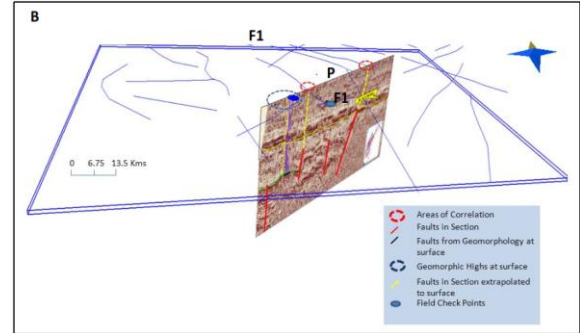 B
F1
P
F1
0 6.75 13.5 Kms
Areas of Correlation
Faults in Section
Faults from Geomorphology at
surface
Geomorphic Highs at surface
Faults in Section extrapolated
to surface
Field Check Points